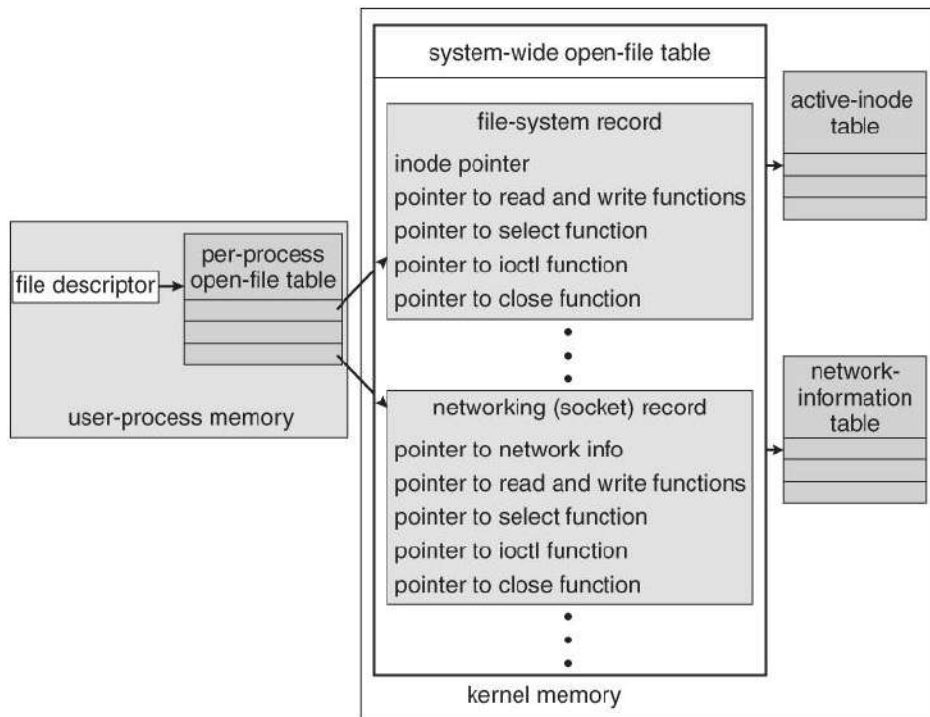 system-wide open-file table
file-system record
inode pointer
pointer to read and write functions
pointer to select function
pointer to ioctl function
pointer to close function
active-inode
table
per-process
open-file table
file descriptor
user-process memory
networking (socket) record
pointer to network info
pointer to read and write functions
pointer to select function
pointer to ioctl function
pointer to close function
network-
information
table
kernel memory